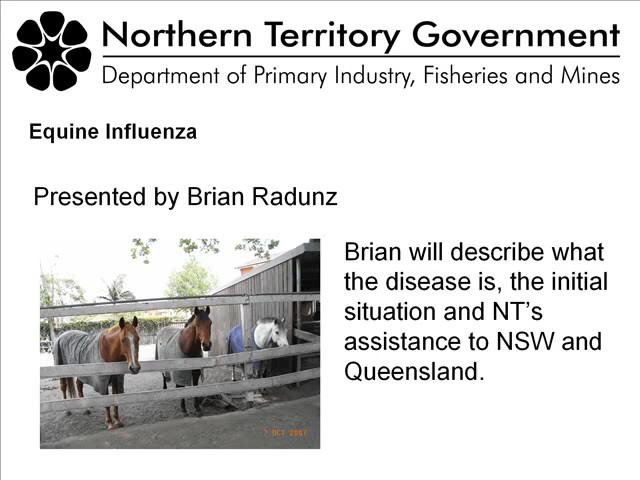 Northern Territory Government
Department of Primary Industry, Fisheries and Mines
Equine Influenza
Presented by Brian Radunz
Brian will describe what
the disease is, the initial
situation and NT's
assistance to NSW and
Queensland.
7 OCT 2007